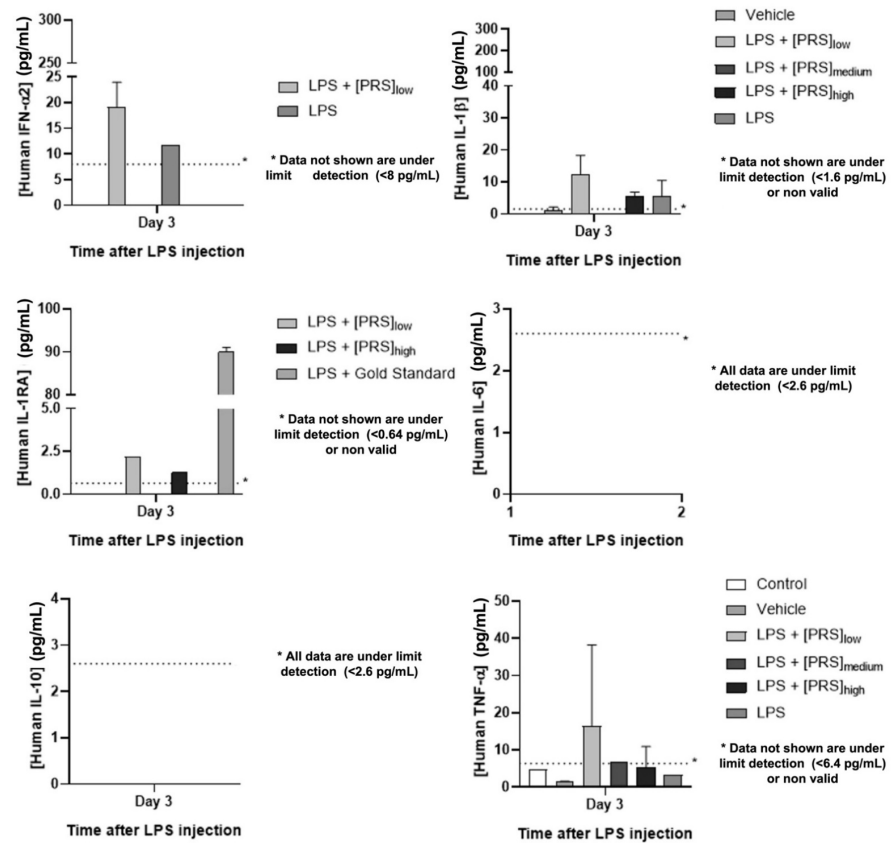 [Human IFN-α2] (pg/mL)
300
250
200
25
20
15
10
5
0
*
Day 3
Time after LPS injection
LPS + [PRS]low
LPS
* Data not shown are under
limit detection (<8 pg/mL)
[Human IL-1β] (pg/mL)
300
200
100
40
30
20
10
0
*
Day 3
Time after LPS injection
Vehicle
LPS + [PRS]low
LPS + [PRS]medium
LPS + [PRS]high
LPS
* Data not shown are under
limit detection (<1.6 pg/mL)
or non valid
[Human IL-1RA] (pg/mL)
100
90
80
5.0
2.5
0.0
*
Day 3
Time after LPS injection
LPS + [PRS]low
LPS + [PRS]high
LPS + Gold Standard
* Data not shown are under
limit detection (<0.64 pg/mL)
or non valid
[Human IL-6] (pg/mL)
3
2
1
0
*
1
2
Time after LPS injection
* All data are under limit
detection (<2.6 pg/mL)
[Human IL-10] (pg/mL)
4
3
2
1
0
Day 3
Time after LPS injection
* All data are under limit
detection (<2.6 pg/mL)
[Human TNF-α] (pg/mL)
50
40
30
20
10
0
*
Day 3
Time after LPS injection
Control
Vehicle
LPS + [PRS]low
LPS + [PRS]medium
LPS + [PRS]high
LPS
* Data not shown are under
limit detection (<6.4 pg/mL)
or non valid